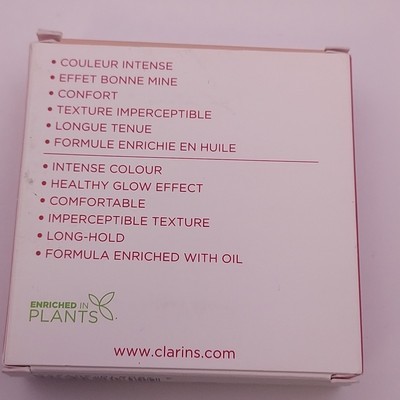 • COULEUR INTENSE
• EFFET BONNE MINE
• CONFORT
• TEXTURE IMPERCEPTIBLE
• LONGUE TENUE
• FORMULE ENRICHIE EN HUILE
• INTENSE COLOUR
• HEALTHY GLOW EFFECT
• COMFORTABLE
• IMPERCEPTIBLE TEXTURE
• LONG-HOLD
• FORMULA ENRICHED WITH OIL
ENRICHED IN
PLANTS
www.clarins.com